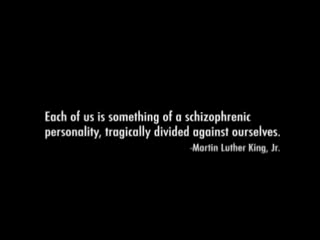 Each of us is something of a schizophrenic
personality, tragically divided against ourselves.
-Martin Luther King, Jr.